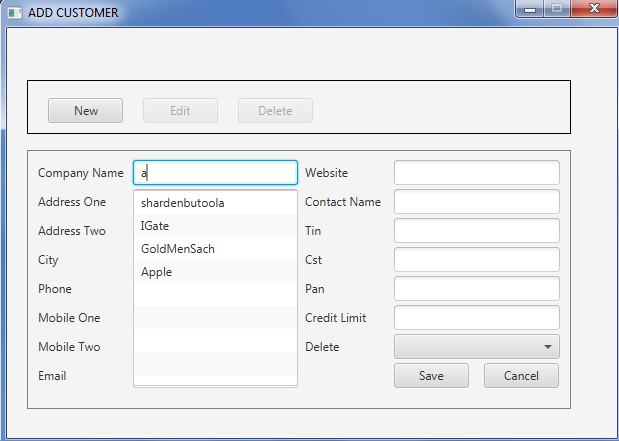 ADD CUSTOMER
New Edit Delete
Company Name a Website
Address One shardenbutoola Contact Name
Address Two IGate Tin
City GoldMenSach Cst
Phone Apple Pan
Mobile One Credit Limit
Mobile Two Delete
Email Save Cancel